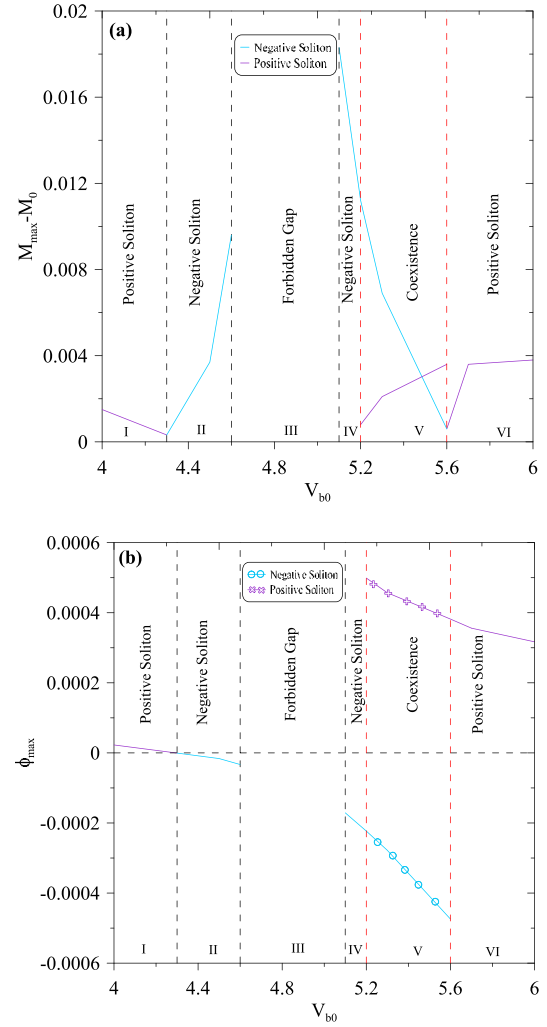 (a)
Negative Soliton
Positive Soliton
0.02
0.016
0.012
0.008
0.004
0
M_max-M_0
Positive Soliton
Negative Soliton
Forbidden Gap
Negative Soliton
Coexistence
Positive Soliton
I
II
III
IV
V
VI
4
4.4
4.8
5.2
5.6
6
V_b0
(b)
Negative Soliton
Positive Soliton
0.0006
0.0004
0.0002
0
-0.0002
-0.0004
-0.0006
ϕ_max
Positive Soliton
Negative Soliton
Forbidden Gap
Negative Soliton
Coexistence
Positive Soliton
I
II
III
IV
V
VI
4
4.4
4.8
5.2
5.6
6
V_b0